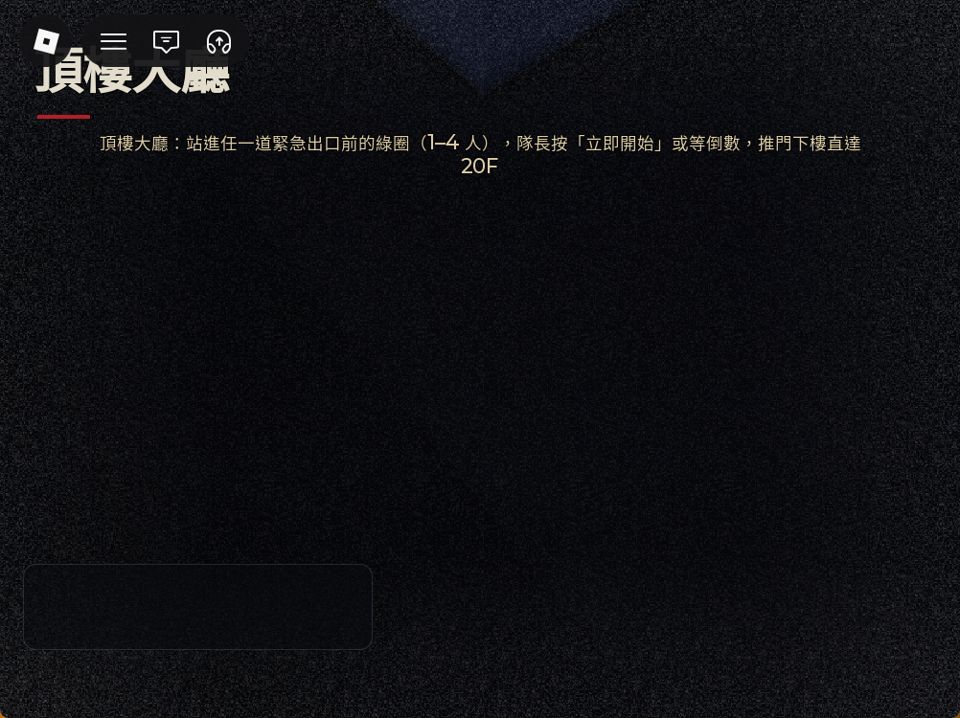 頂樓大廳
頂樓大廳：站進任一道緊急出口前的綠圈（1–4 人），隊長按「立即開始」或等倒數，推門下樓直達
20F